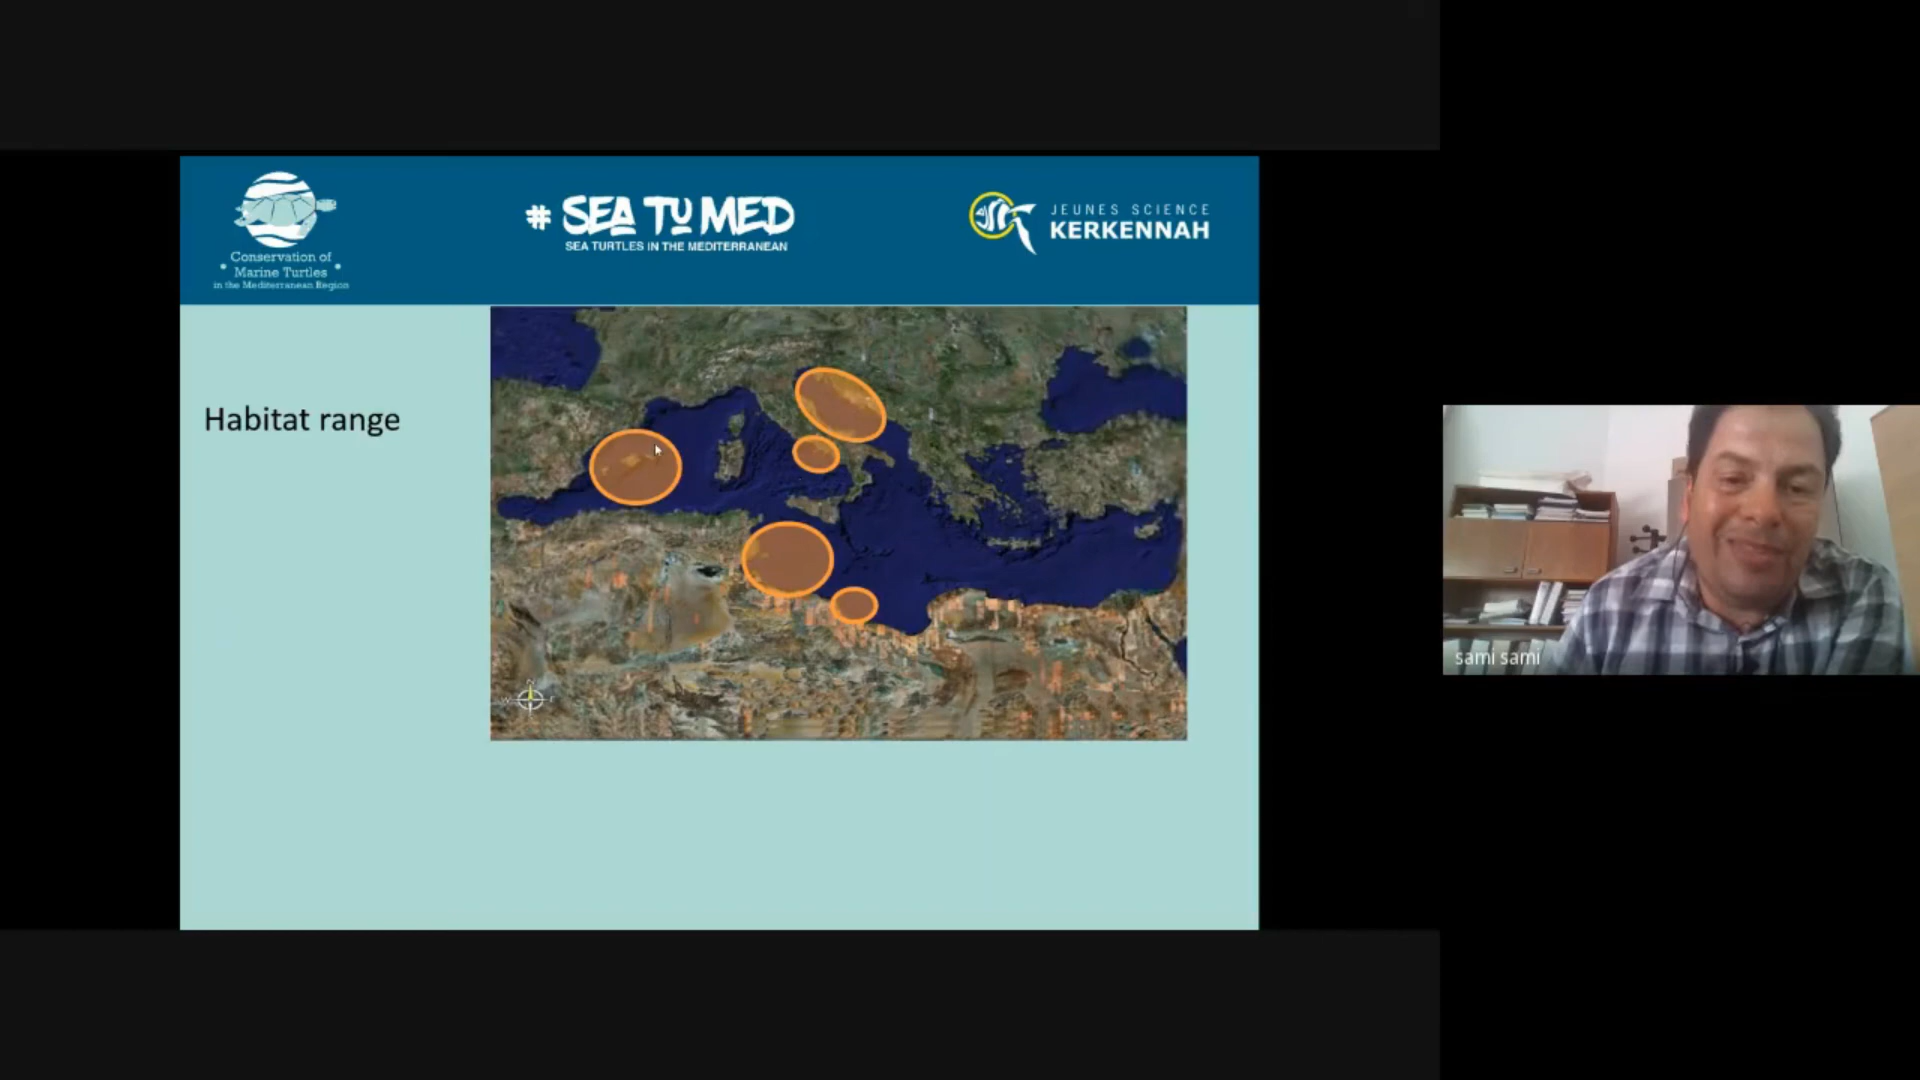 Conservation of
Marine Turtles
in the Mediterranean Region
# SEA TU MED
SEA TURTLES IN THE MEDITERRANEAN
JEUNES SCIENCE
KERKENNAH
Habitat range
N
sami sami